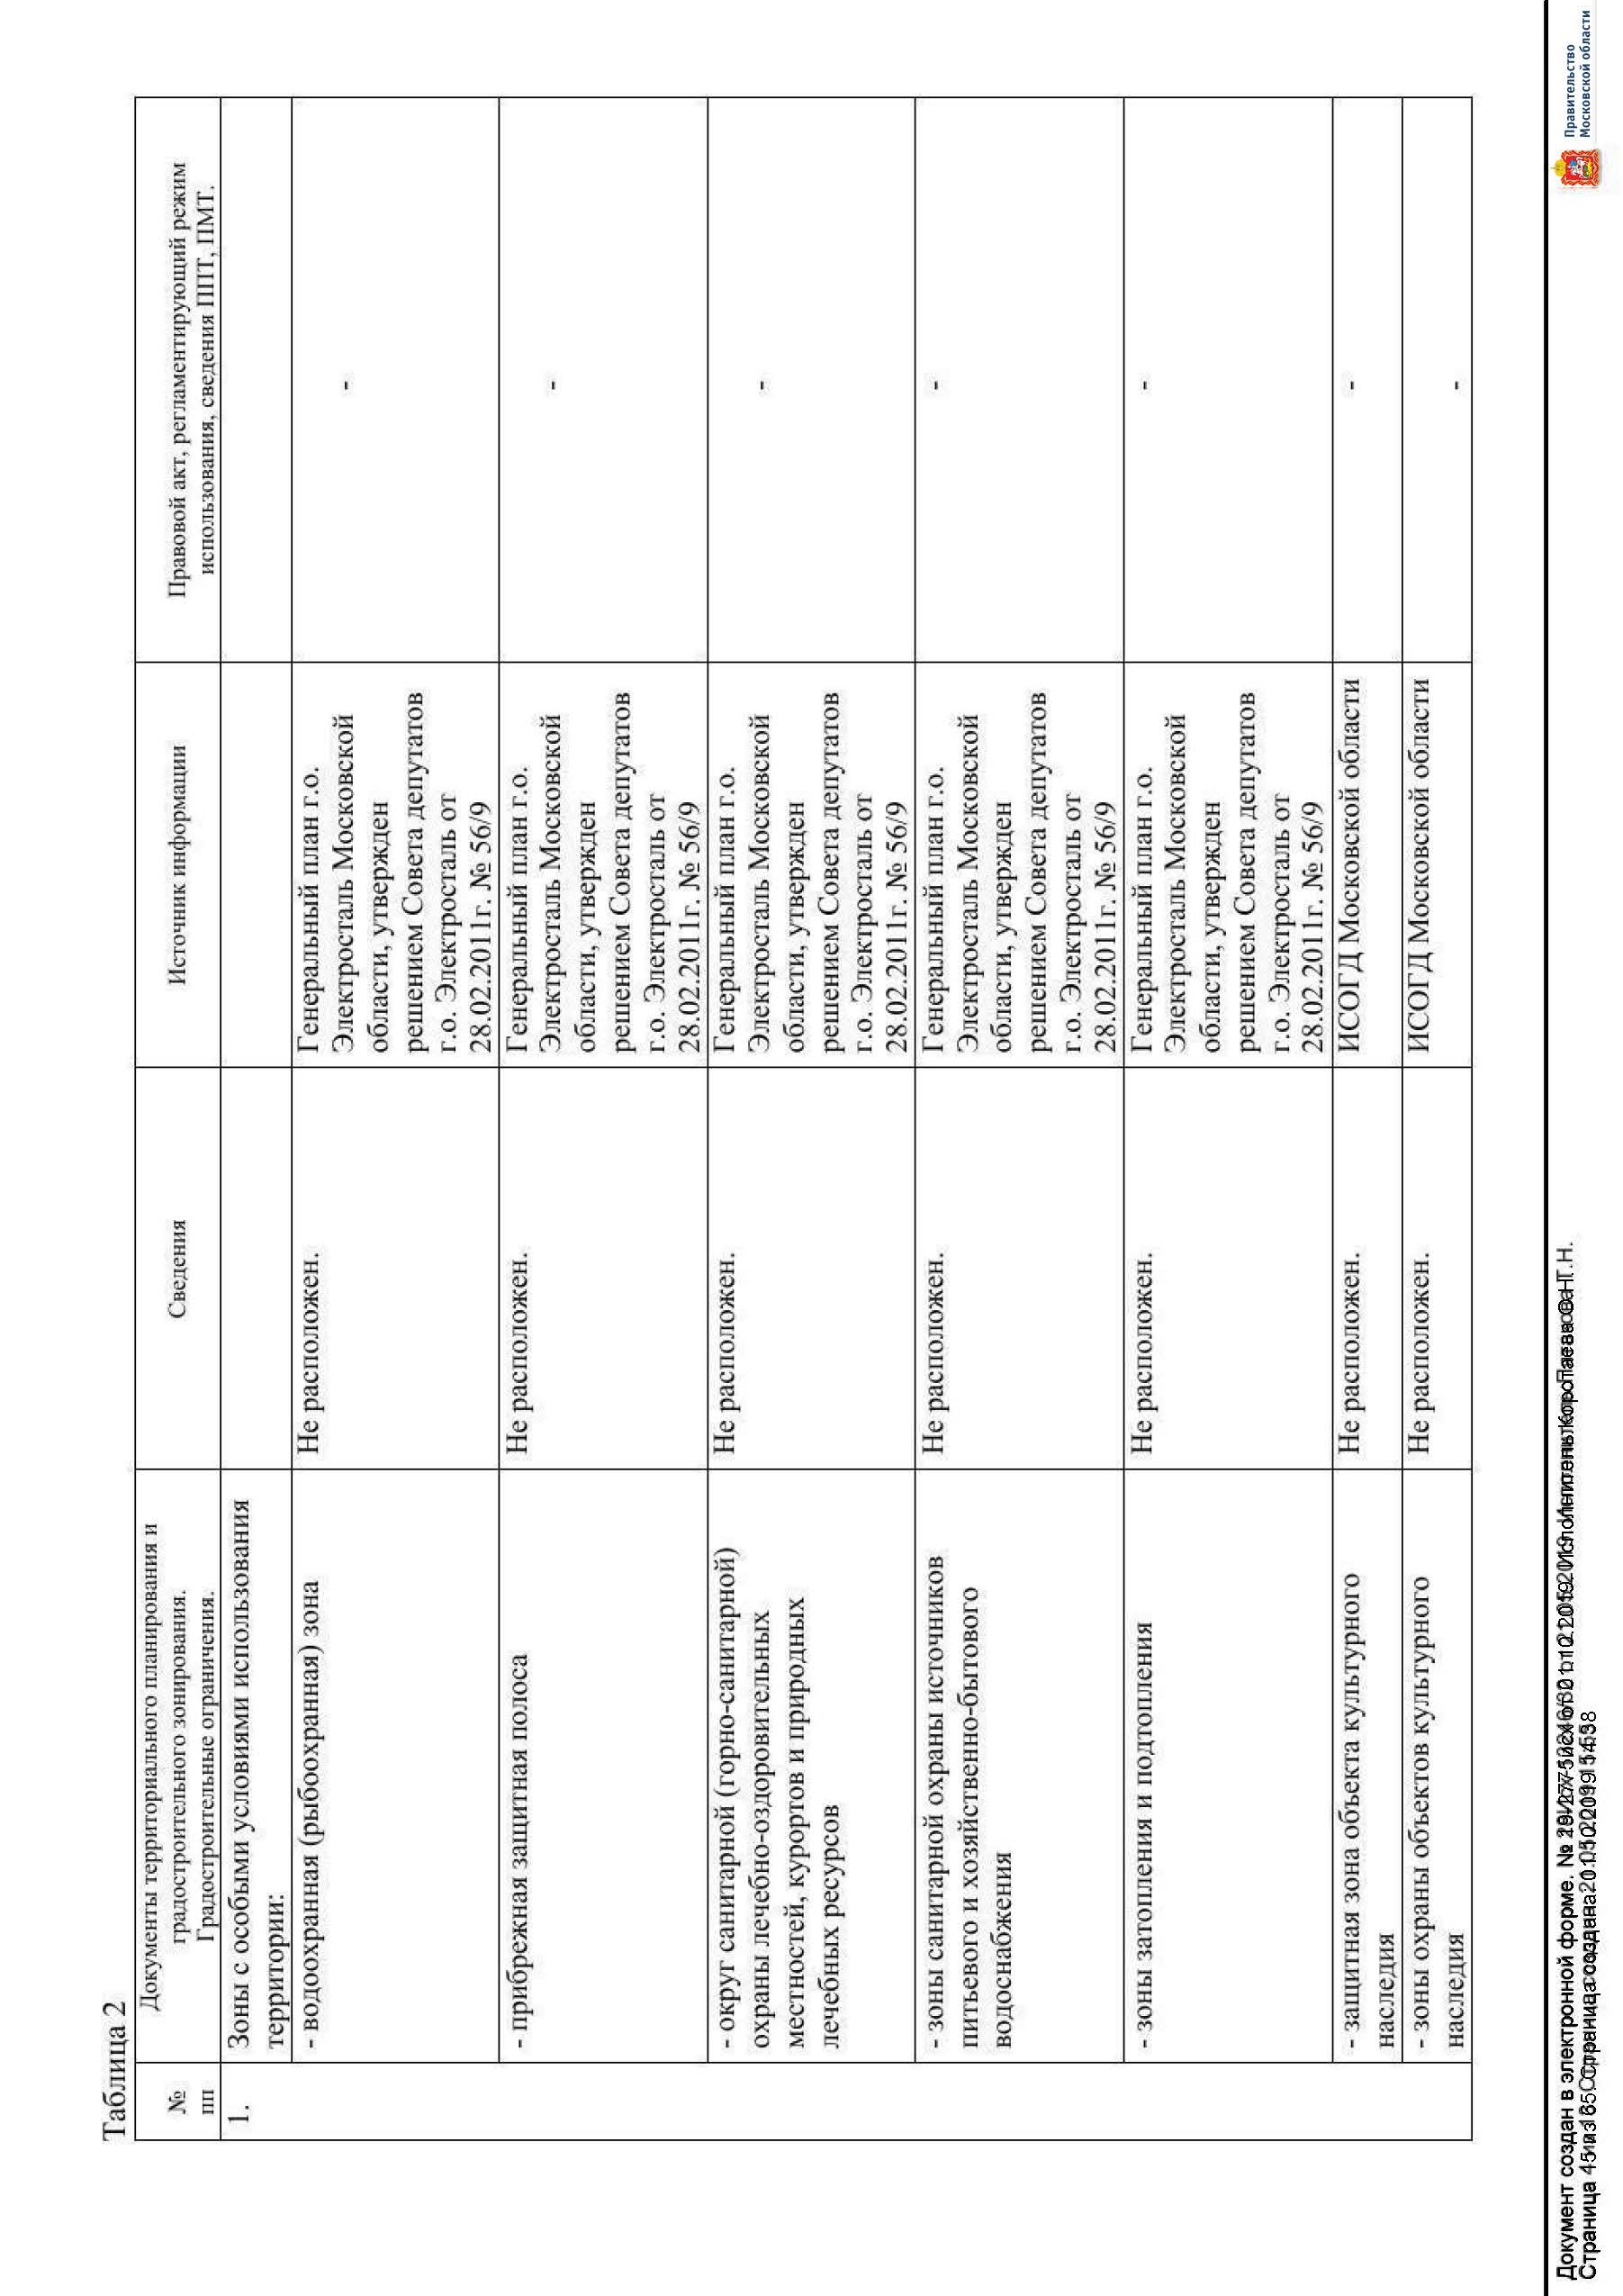 Таблица 2
№
пп
Документы территориального планирования и
градостроительного зонирования.
Градостроительные ограничения.
Сведения
Источник информации
Правовой акт, регламентирующий режим
использования, сведения ППТ, ПМТ.
1.
Зоны с особыми условиями использования
территории:
- водоохранная (рыбоохранная) зона
Не расположен.
Генеральный план г.о.
Электросталь Московской
области, утвержден
решением Совета депутатов
г.о. Электросталь от
28.02.2011г. № 56/9
-
- прибрежная защитная полоса
Не расположен.
Генеральный план г.о.
Электросталь Московской
области, утвержден
решением Совета депутатов
г.о. Электросталь от
28.02.2011г. № 56/9
-
- округ санитарной (горно-санитарной)
охраны лечебно-оздоровительных
местностей, курортов и природных
лечебных ресурсов
Не расположен.
Генеральный план г.о.
Электросталь Московской
области, утвержден
решением Совета депутатов
г.о. Электросталь от
28.02.2011г. № 56/9
-
- зоны санитарной охраны источников
питьевого и хозяйственно-бытового
водоснабжения
Не расположен.
Генеральный план г.о.
Электросталь Московской
области, утвержден
решением Совета депутатов
г.о. Электросталь от
28.02.2011г. № 56/9
-
- зоны затопления и подтопления
Не расположен.
Генеральный план г.о.
Электросталь Московской
области, утвержден
решением Совета депутатов
г.о. Электросталь от
28.02.2011г. № 56/9
-
- защитная зона объекта культурного
наследия
Не расположен.
ИСОГД Московской области
-
- зоны охраны объектов культурного
наследия
Не расположен.
ИСОГД Московской области
-
Документ создан в электронной форме. №
Страница
Правительство
Московской области